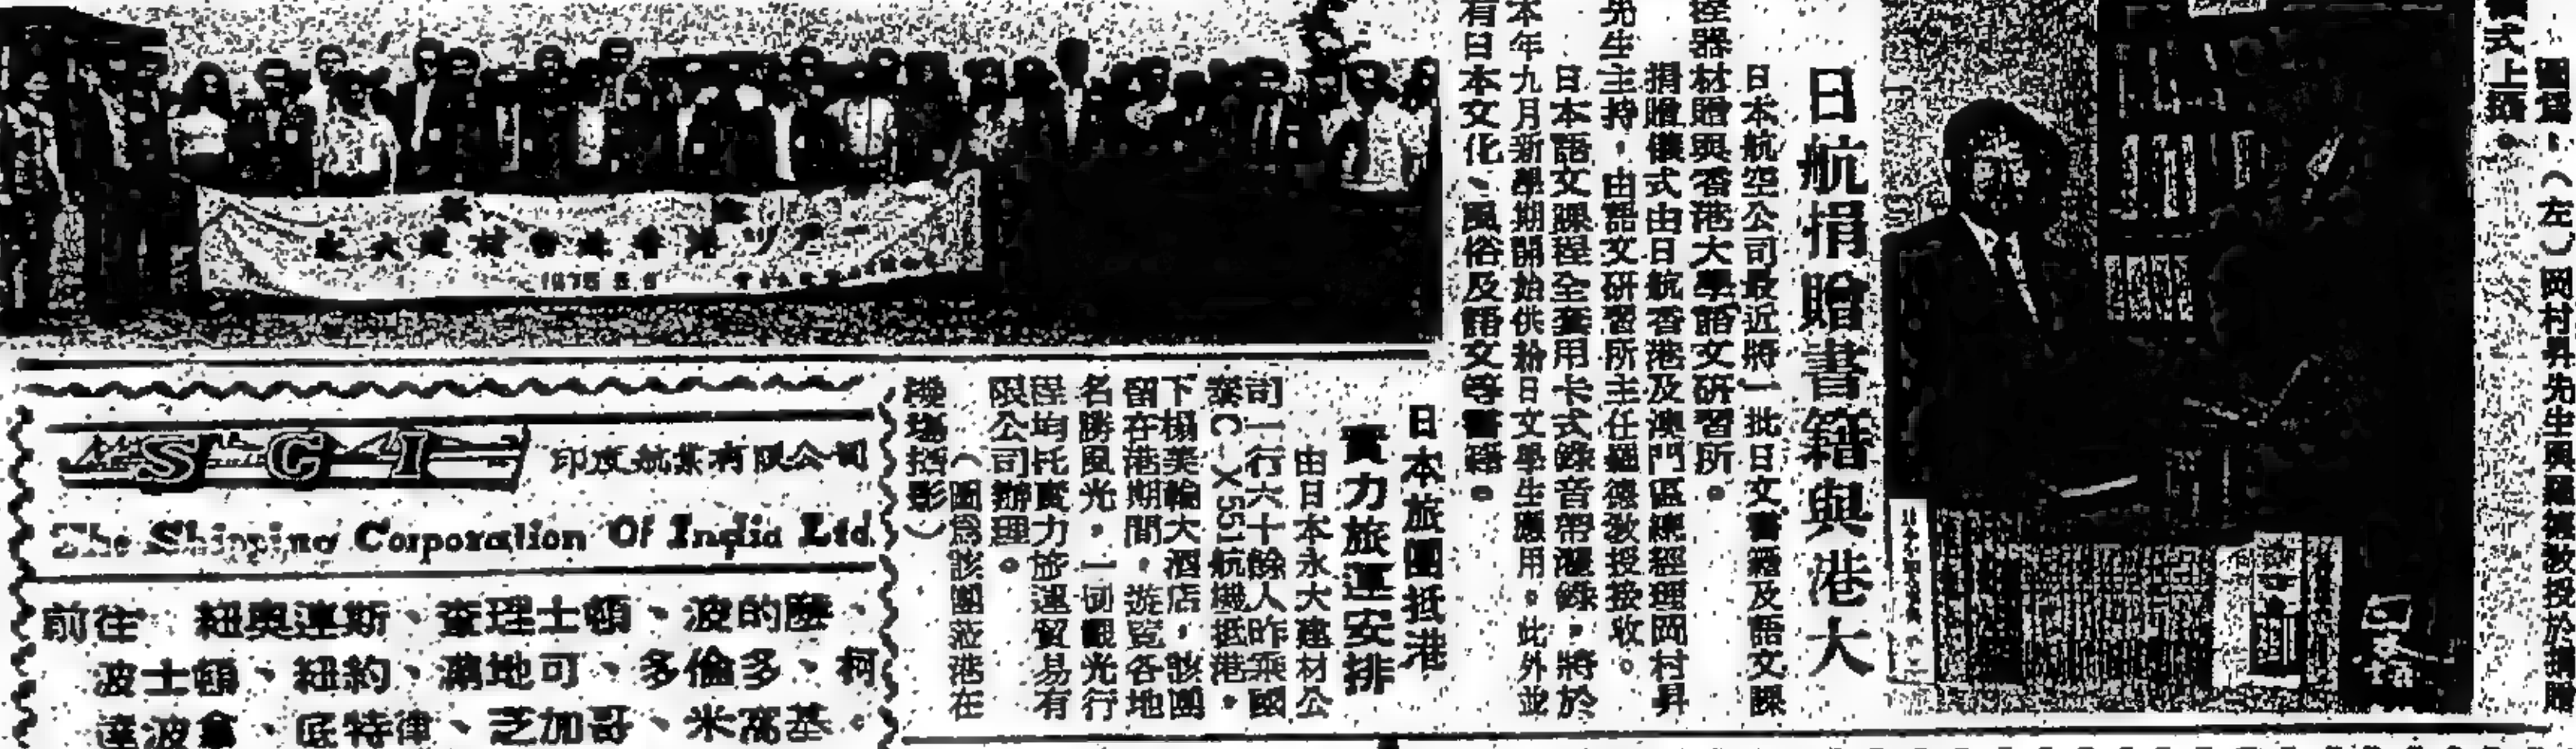 圖為：（左）岡村昇先生與羅德教授於捐贈
儀式上攝。
日航捐贈書籍與港大
日本航空公司最近將一批日文書籍及語文課
程器材贈與香港大學語文研習所。
捐贈儀式由日航香港及澳門區總經理岡村昇
先生主持，由語文研習所主任羅德教授接收。
日本語文課程全套用卡式錄音帶灌錄，將於
本年九月新學期開始供給日文學生應用。此外並
有日本文化、風俗及語文等書籍。
日本旅團抵港
實力旅運安排
由日本永大建材公
司一行六十餘人昨乘國
泰CX551航機抵港，
下榻美輪大酒店，該團
留在港期間，遊覽各地
名勝風光，一切觀光行
程均托實力旅運貿易有
限公司辦理。
（圖為該團蒞港在
機場拍影）
1975
SCI
印度航業有限公司
The Shipping Corporation Of India Ltd.
前往 紐奧連斯、查理士頓、波的摩、
波士頓、紐約、滿地可、多倫多、柯
達波拿、底特律、芝加哥、米窩基。